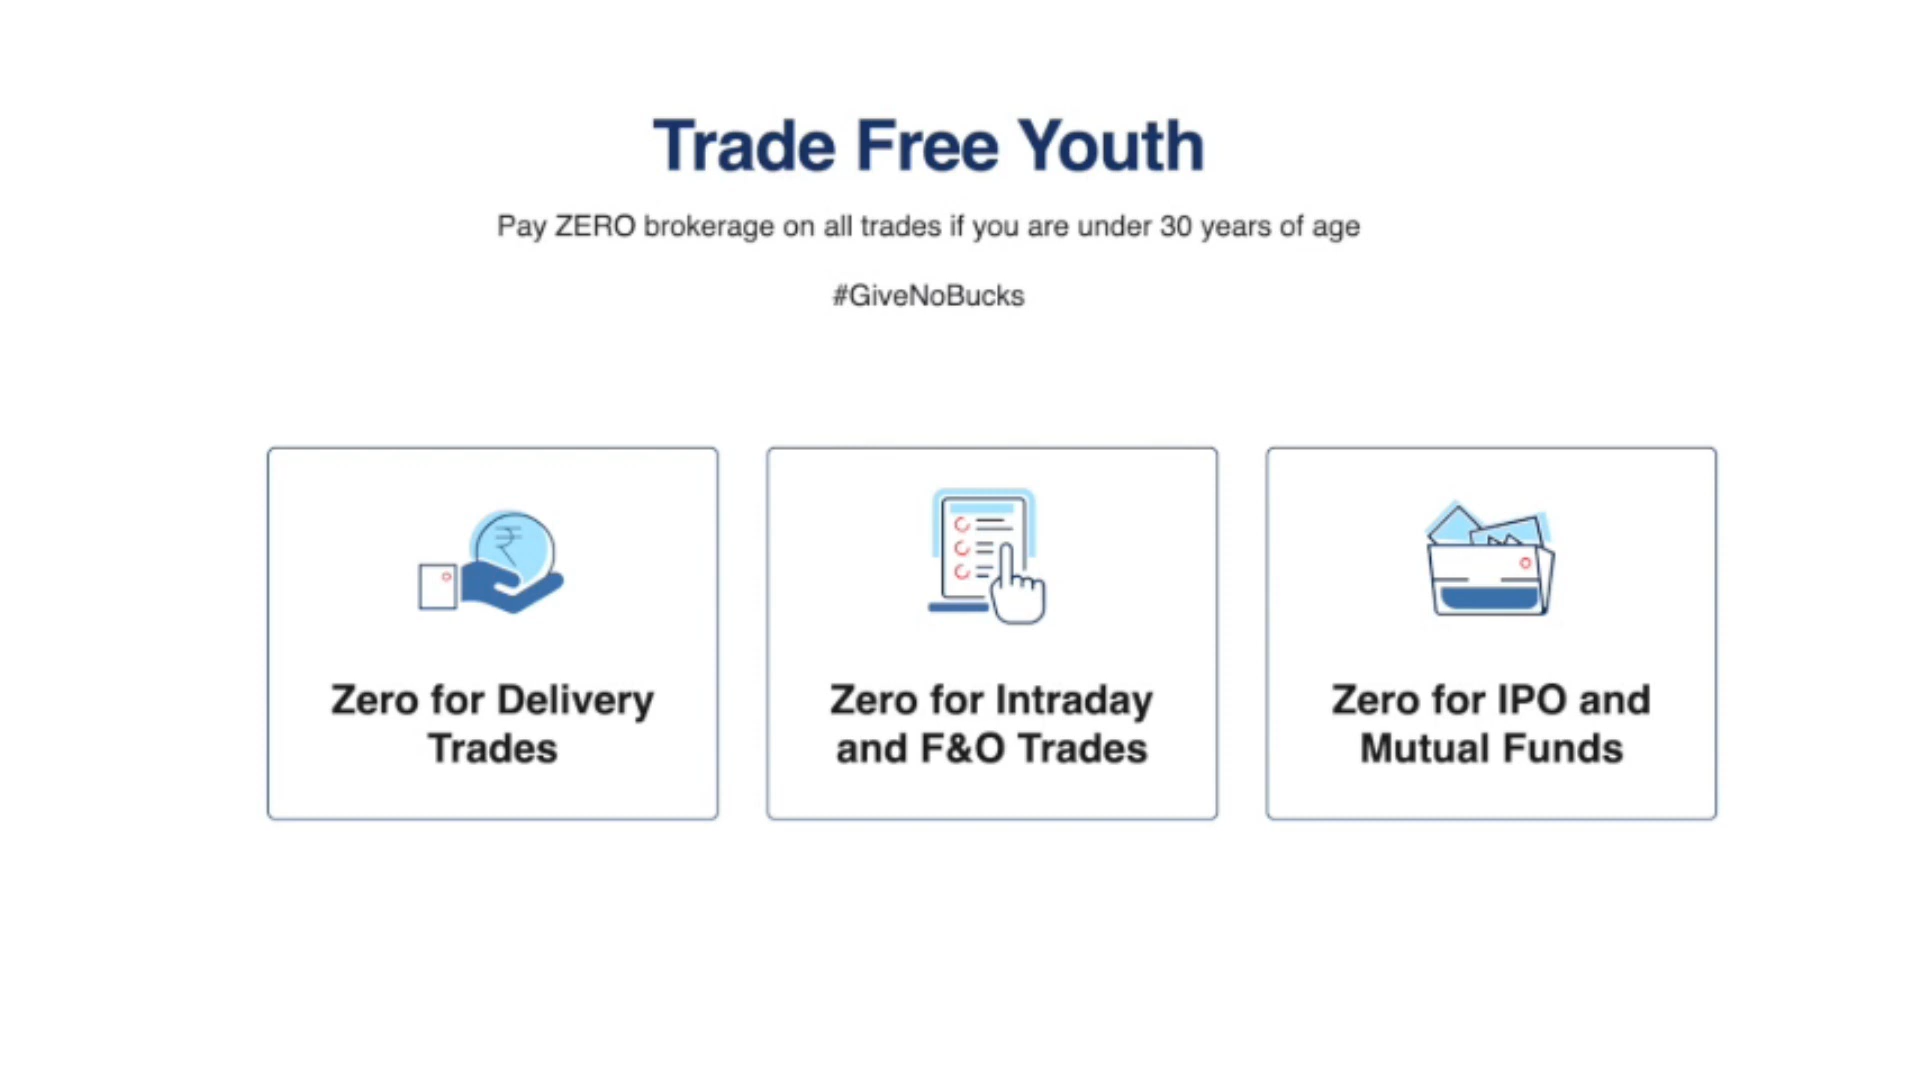 Trade Free Youth
Pay ZERO brokerage on all trades if you are under 30 years of age
#GiveNoBucks
₹
Zero for Delivery
Trades
Zero for Intraday
and F&O Trades
Zero for IPO and
Mutual Funds